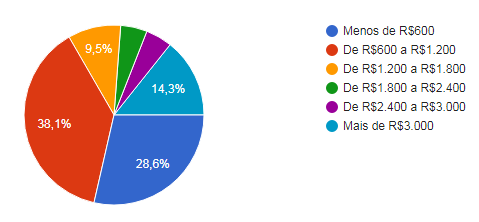 9,5%
14,3%
38,1%
28,6%
Menos de R$600
De R$600 a R$1.200
De R$1.200 a R$1.800
De R$1.800 a R$2.400
De R$2.400 a R$3.000
Mais de R$3.000